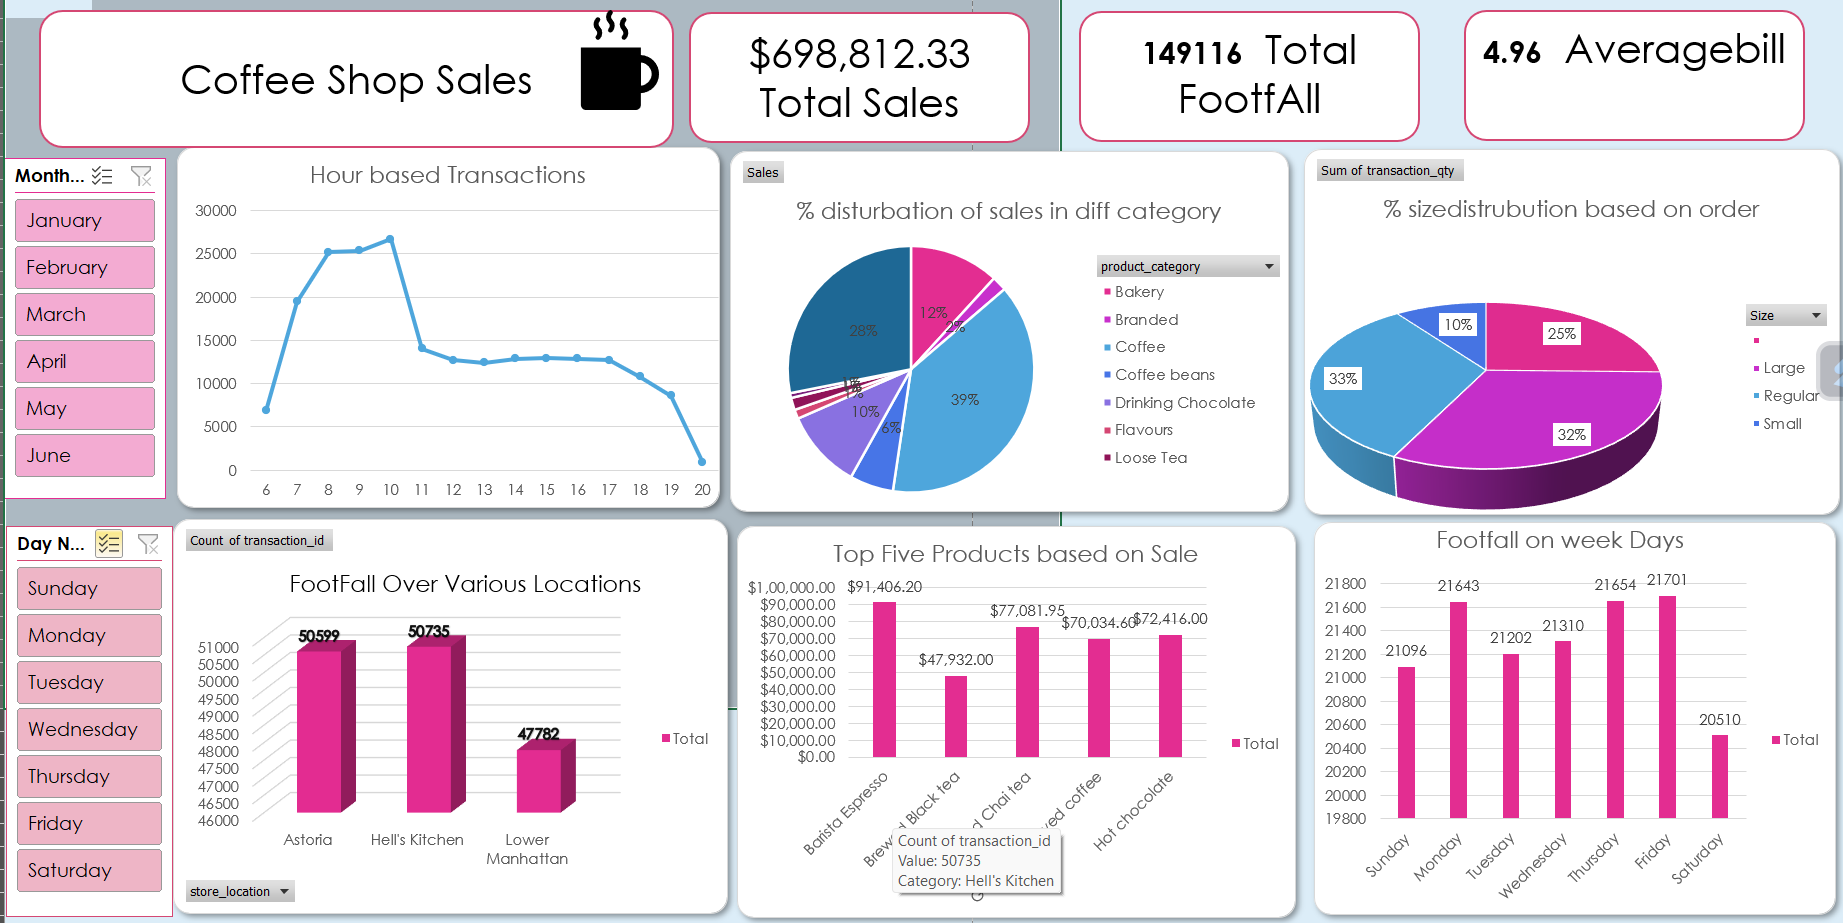 Coffee Shop Sales
$698,812.33
Total Sales
149116 Total
FootfAll
4.96 Averagebill
Month...
January
February
March
April
May
June
Hour based Transactions
30000
25000
20000
15000
10000
5000
0
6 7 8 9 10 11 12 13 14 15 16 17 18 19 20
Sales
% disturbation of sales in diff category
12%
2%
39%
6%
10%
1%
28%
product_category
Bakery
Branded
Coffee
Coffee beans
Drinking Chocolate
Flavours
Loose Tea
Sum of transaction_qty
% sizedistrubution based on order
25%
32%
33%
10%
Size
Large
Regular
Small
Day N...
Sunday
Monday
Tuesday
Wednesday
Thursday
Friday
Saturday
Count of transaction_id
FootFall Over Various Locations
51000
50500
50000
49500
49000
48500
48000
47500
47000
46500
46000
50599
50735
47782
Astoria
Hell's Kitchen
Lower
Manhattan
Total
store_location
Top Five Products based on Sale
$1,00,000.00
$90,000.00
$80,000.00
$70,000.00
$60,000.00
$50,000.00
$40,000.00
$30,000.00
$20,000.00
$10,000.00
$0.00
$91,406.20
$47,932.00
$77,081.95
$70,034.60
$72,416.00
Barista Espresso
Black tea
Chai tea
coffee
Hot chocolate
Total
Count of transaction_id
Value: 50735
Category: Hell's Kitchen
Footfall on week Days
21800
21600
21400
21200
21000
20800
20600
20400
20200
20000
19800
21096
21643
21202
21310
21654
21701
20510
Sunday
Monday
Tuesday
Wednesday
Thursday
Friday
Saturday
Total